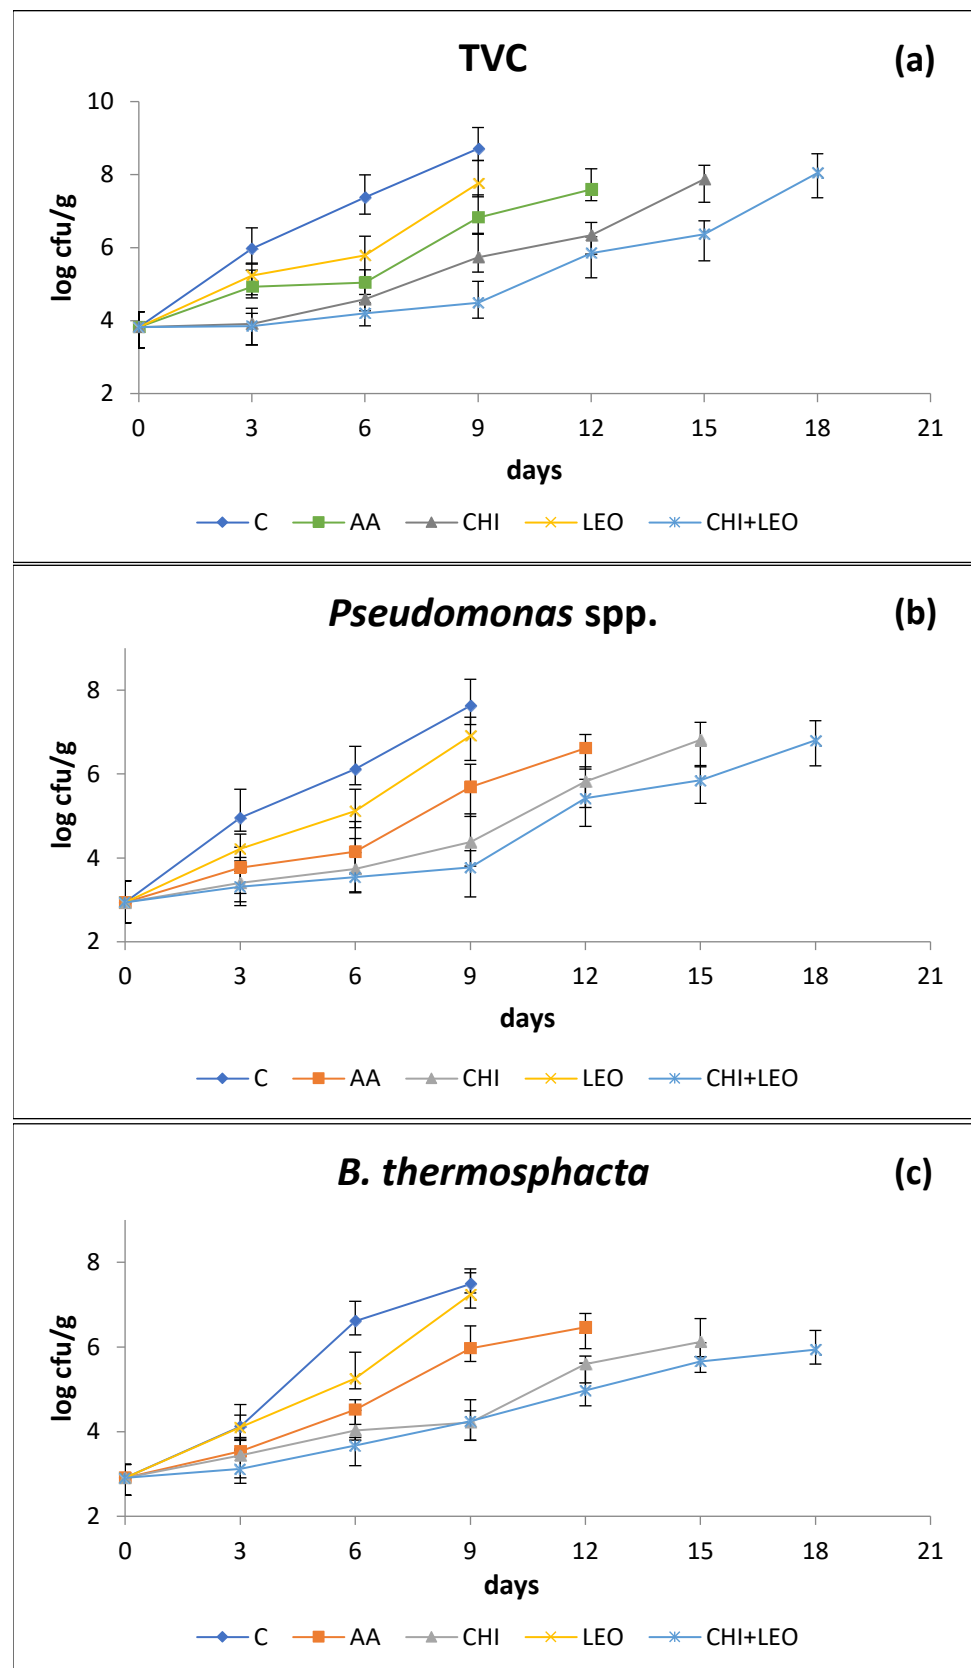 TVC (a)
10
8
6
4
2
log cfu/g
0 3 6 9 12 15 18 21
days
C AA CHI LEO CHI+LEO
Pseudomonas spp. (b)
8
6
4
2
log cfu/g
0 3 6 9 12 15 18 21
days
C AA CHI LEO CHI+LEO
B. thermosphacta (c)
8
6
4
2
log cfu/g
0 3 6 9 12 15 18 21
days
C AA CHI LEO CHI+LEO